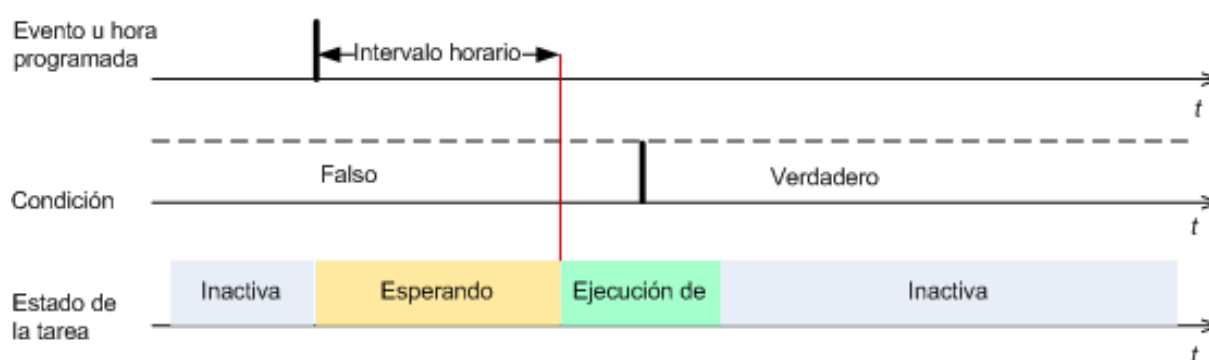 Evento u hora
programada
Intervalo horario
t
Falso
Verdadero
Condición
t
Inactiva
Esperando
Ejecución de
Inactiva
Estado de
la tarea
t